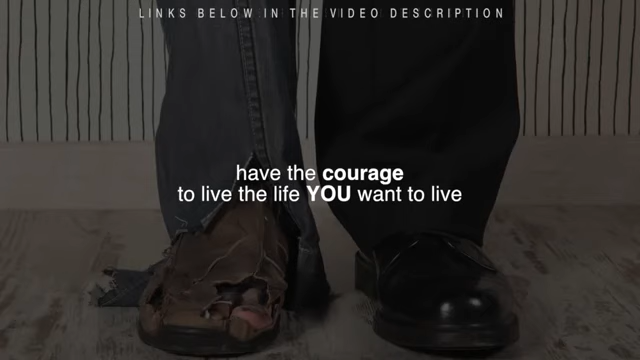 LINKS BELOW IN THE VIDEO DESCRIPTION
have the courage
to live the life YOU want to live